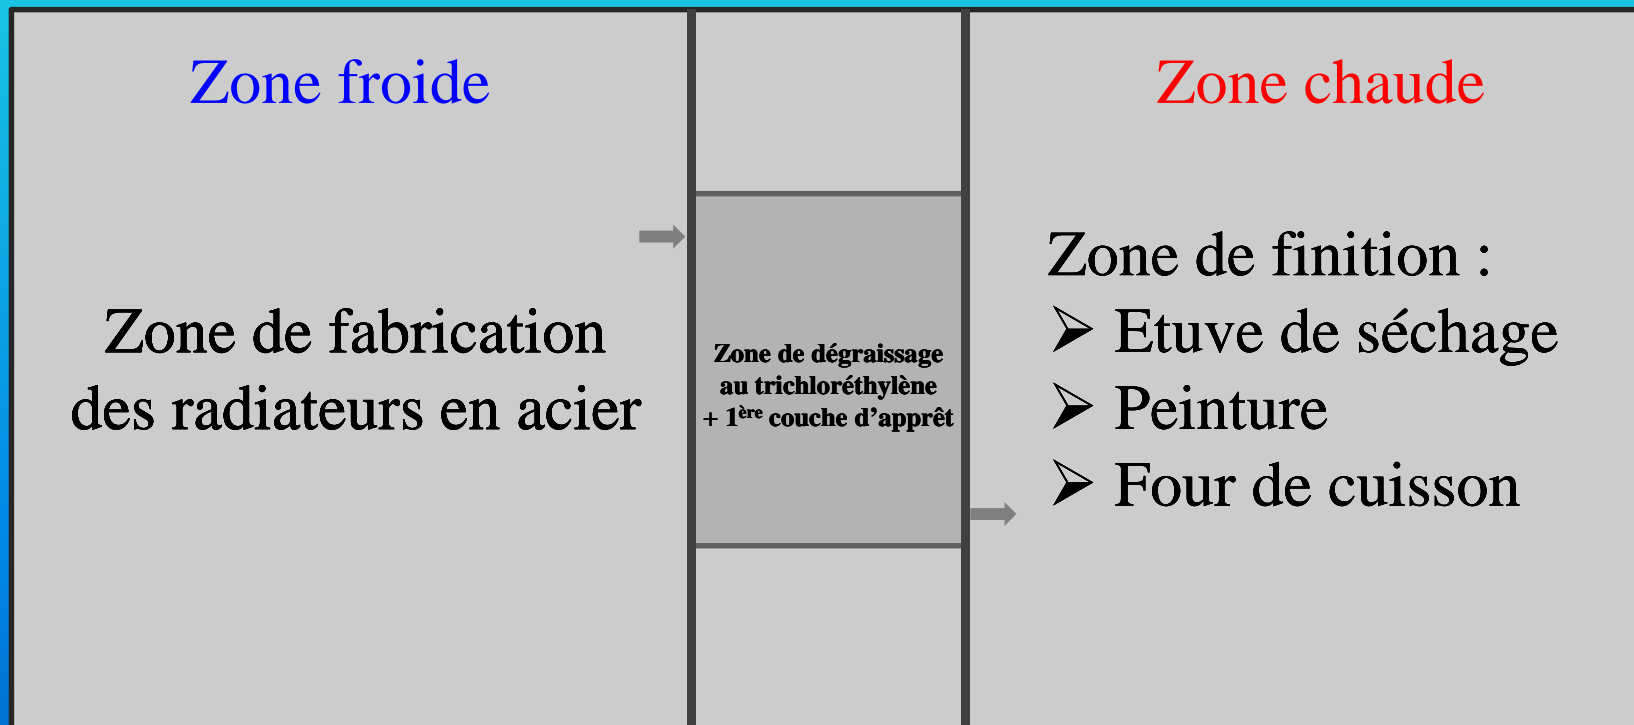 Zone froide
Zone chaude
Zone de fabrication
des radiateurs en acier
Zone de dégraissage
au trichloréthylène
+ 1ère couche d’apprêt
Zone de finition :
➢ Etuve de séchage
➢ Peinture
➢ Four de cuisson